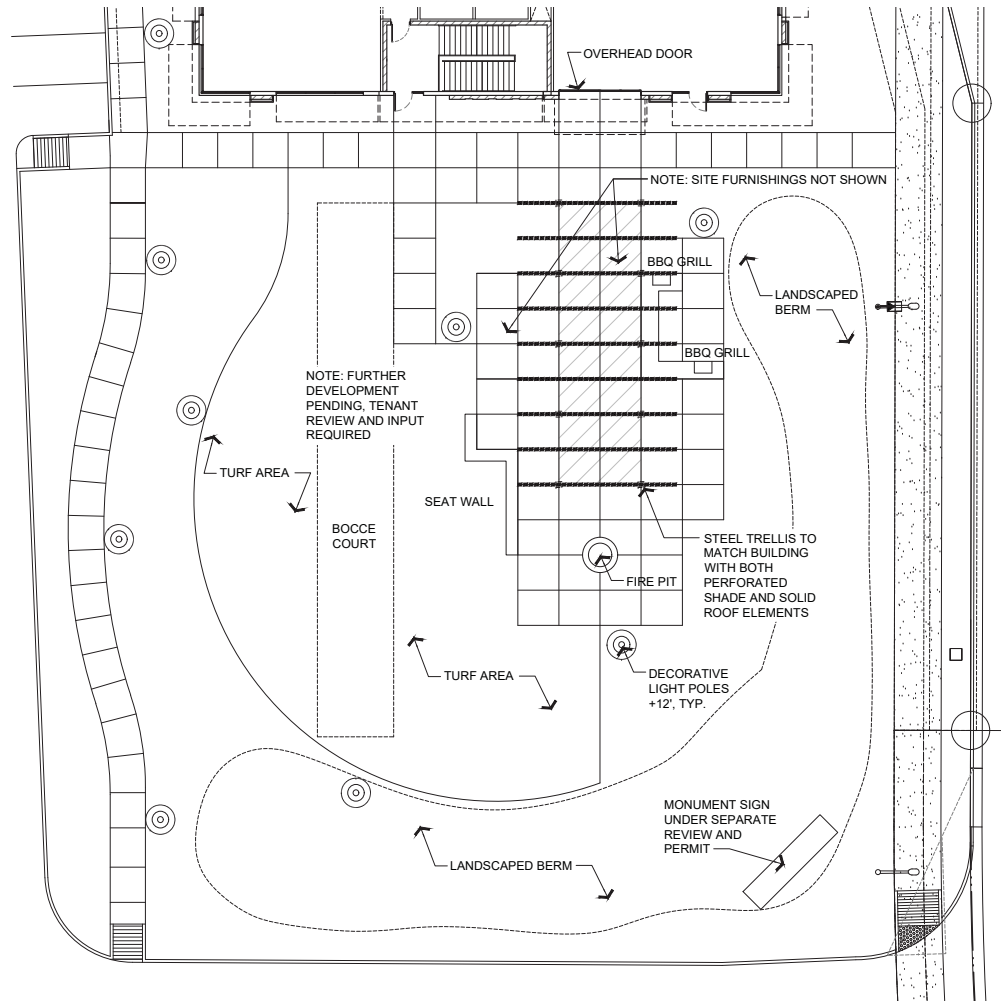 OVERHEAD DOOR
NOTE: SITE FURNISHINGS NOT SHOWN
BBQ GRILL
LANDSCAPED
BERM
BBQ GRILL
NOTE: FURTHER
DEVELOPMENT
PENDING, TENANT
REVIEW AND INPUT
REQUIRED
TURF AREA
SEAT WALL
BOCCE
COURT
STEEL TRELLIS TO
MATCH BUILDING
WITH BOTH
PERFORATED
SHADE AND SOLID
ROOF ELEMENTS
FIRE PIT
TURF AREA
DECORATIVE
LIGHT POLES
+12', TYP.
MONUMENT SIGN
UNDER SEPARATE
REVIEW AND
PERMIT
LANDSCAPED BERM